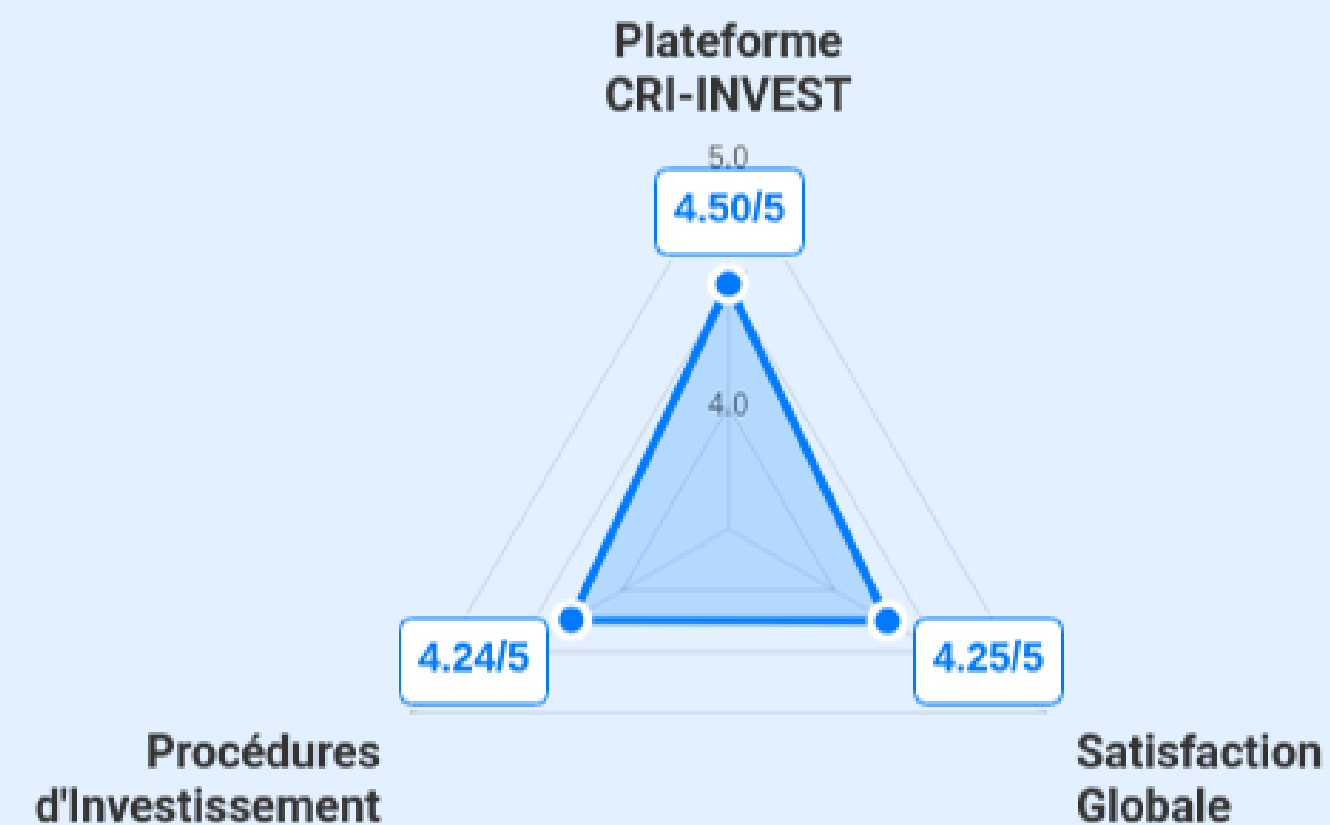 Plateforme
CRI-INVEST
5.0
4.50/5
4.0
4.24/5
4.25/5
Procédures
d'Investissement
Satisfaction
Globale